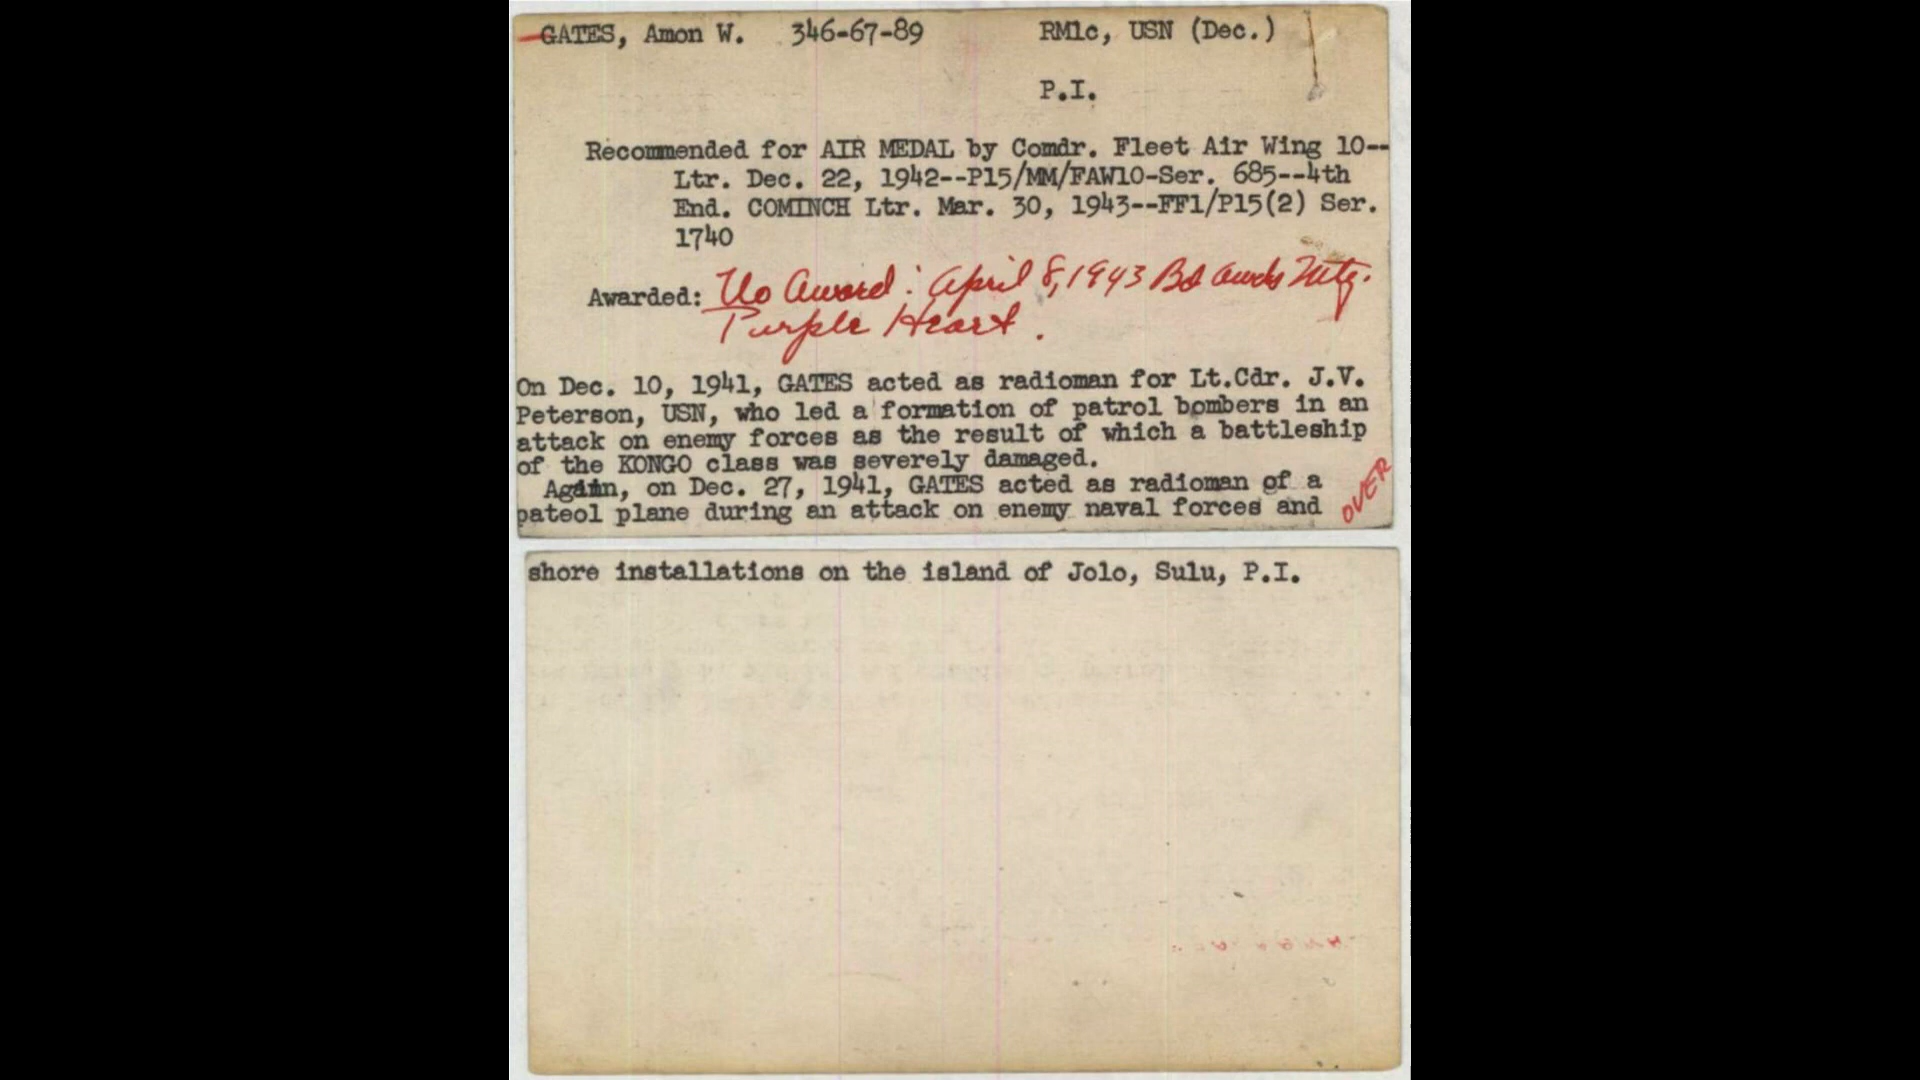 GATES, Amon W. 346-67-89 RM1c, USN (Dec.)
P.I.
Recommended for AIR MEDAL by Comdr. Fleet Air Wing 10--
Ltr. Dec. 22, 1942--P15/MM/FAW10-Ser. 685--4th
End. COMINCH Ltr. Mar. 30, 1943--FF1/P15(2) Ser.
1740
Awarded: No Award: April 8, 1943 Bd Awds Mtg.
Purple Heart.
On Dec. 10, 1941, GATES acted as radioman for Lt.Cdr. J.V.
Peterson, USN, who led a formation of patrol bombers in an
attack on enemy forces as the result of which a battleship
of the KONGO class was severely damaged.
Again, on Dec. 27, 1941, GATES acted as radioman of a
pateol plane during an attack on enemy naval forces and
OVER
shore installations on the island of Jolo, Sulu, P.I.